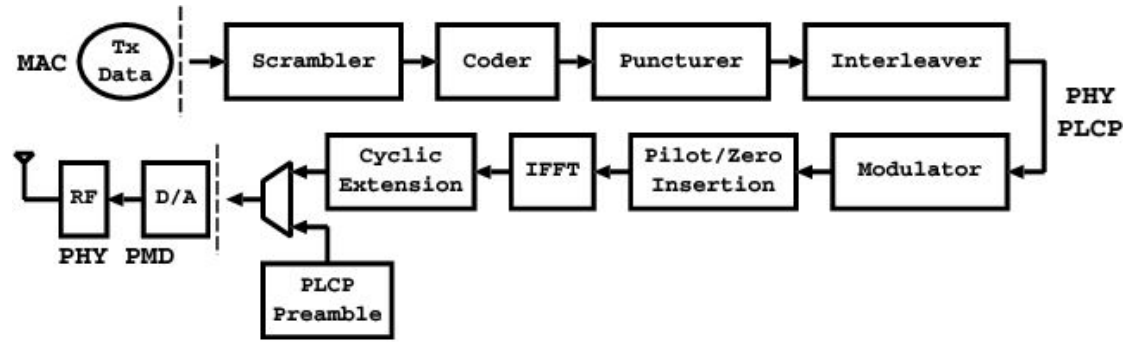 MAC
Tx
Data
Scrambler
Coder
Puncturer
Interleaver
PHY
PLCP
Modulator
Pilot/Zero
Insertion
IFFT
Cyclic
Extension
D/A
RF
PHY PMD
PLCP
Preamble